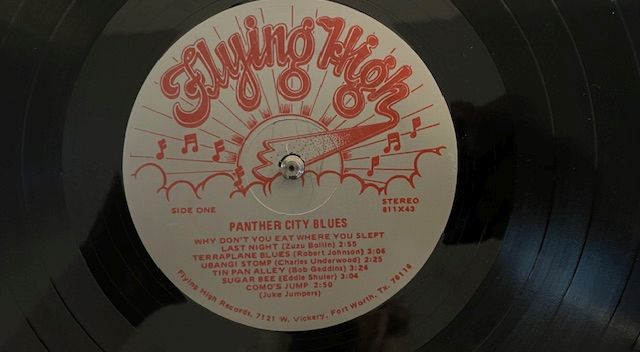 Flying High
SIDE ONE
STEREO
811X43
PANTHER CITY BLUES
WHY DON'T YOU EAT WHERE YOU SLEPT
LAST NIGHT (Zuzu Bollin) 2:55
TERRAPLANE BLUES (Robert Johnson) 3:06
UBANGI STOMP (Charles Underwood) 2:25
TIN PAN ALLEY (Bob Geddins) 3:24
SUGAR BEE (Eddie Shuler) 3:04
COMO'S JUMP 2:50
(Juke Jumpers)
Flying High Records, 7121 W. Vickery, Fort Worth, Tx. 76116